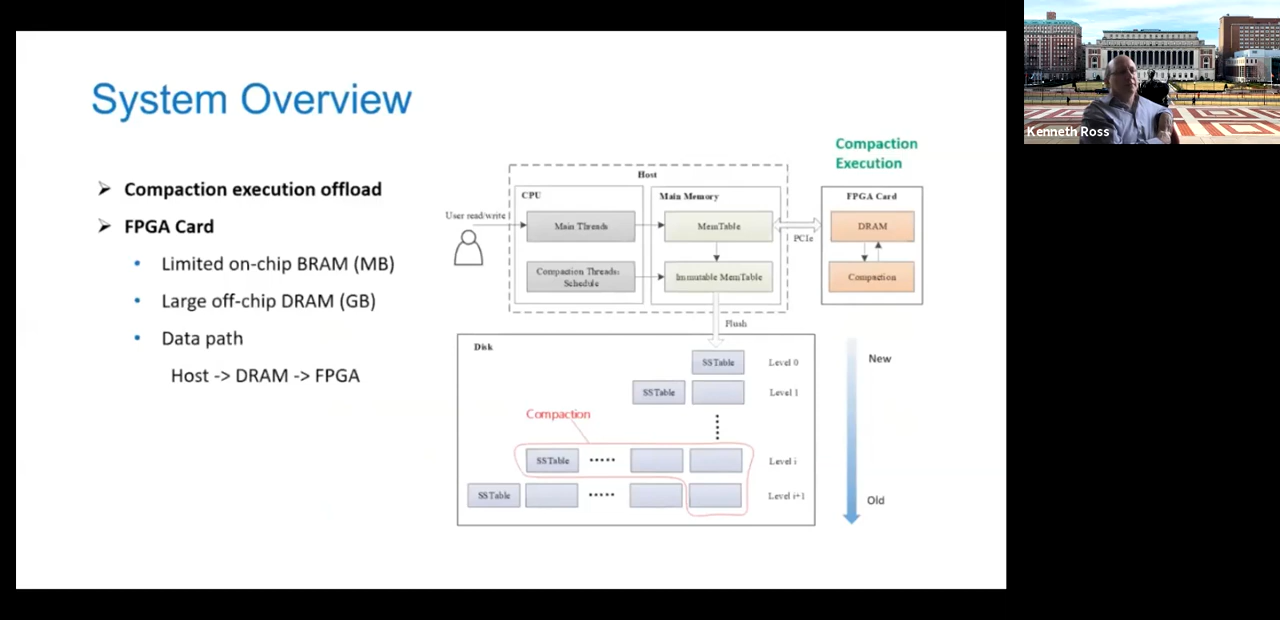 System Overview
➢ Compaction execution offload
➢ FPGA Card
• Limited on-chip BRAM (MB)
• Large off-chip DRAM (GB)
• Data path
Host -> DRAM -> FPGA
Compaction
Execution
Host
CPU
Main Memory
FPGA Card
User read/write
Main Threads
MemTable
PCIe
DRAM
Compaction Threads:
Schedule
Immutable MemTable
Compaction
Flush
Disk
SSTable
Level 0
SSTable
Level 1
Compaction
SSTable
Level i
SSTable
Level i+1
New
Old
Kenneth Ross